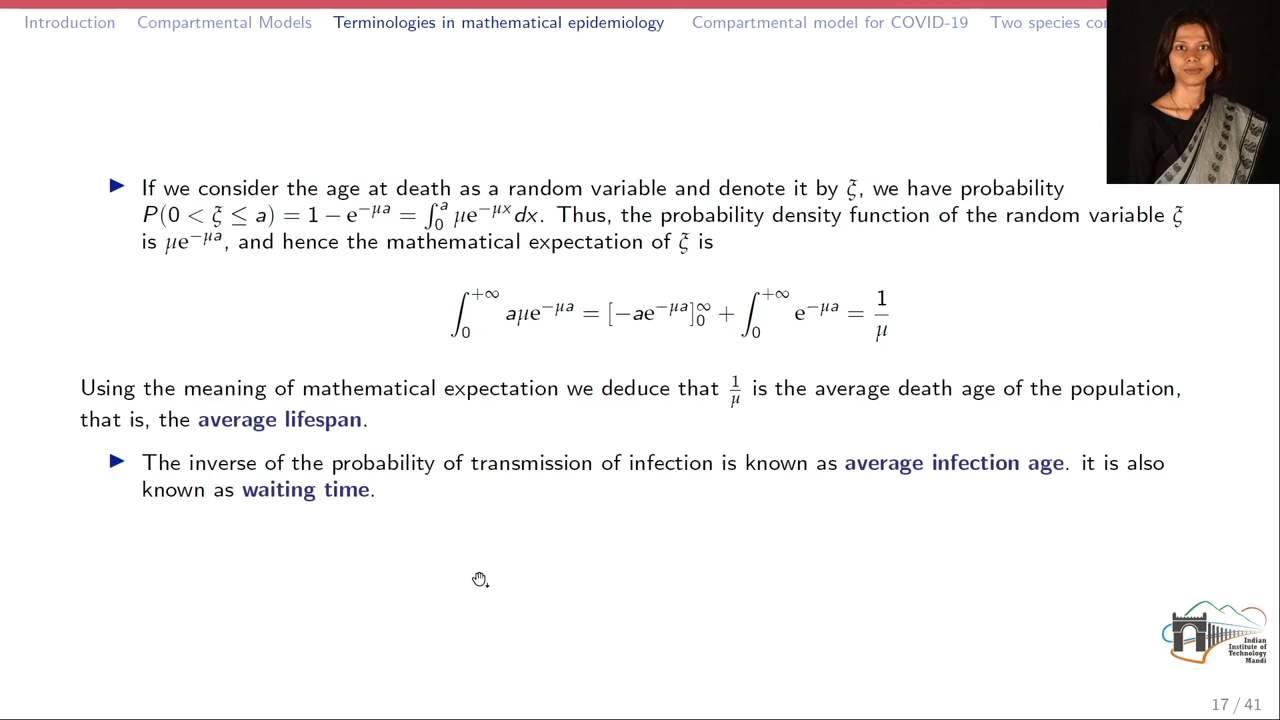 Introduction Compartmental Models Terminologies in mathematical epidemiology Compartmental model for COVID-19 Two species
▶ If we consider the age at death as a random variable and denote it by ξ, we have probability
P(0 < ξ ≤ a) = 1 − e^{−μa} = ∫_0^a μe^{−μx}dx. Thus, the probability density function of the random variable ξ
is μe^{−μa}, and hence the mathematical expectation of ξ is
∫_0^{+∞} aμe^{−μa} = [−ae^{−μa}]_0^∞ + ∫_0^{+∞} e^{−μa} = 1/μ
Using the meaning of mathematical expectation we deduce that 1/μ is the average death age of the population,
that is, the average lifespan.
▶ The inverse of the probability of transmission of infection is known as average infection age. it is also
known as waiting time.
Indian
Institute of
Technology
Mandi
17 / 41